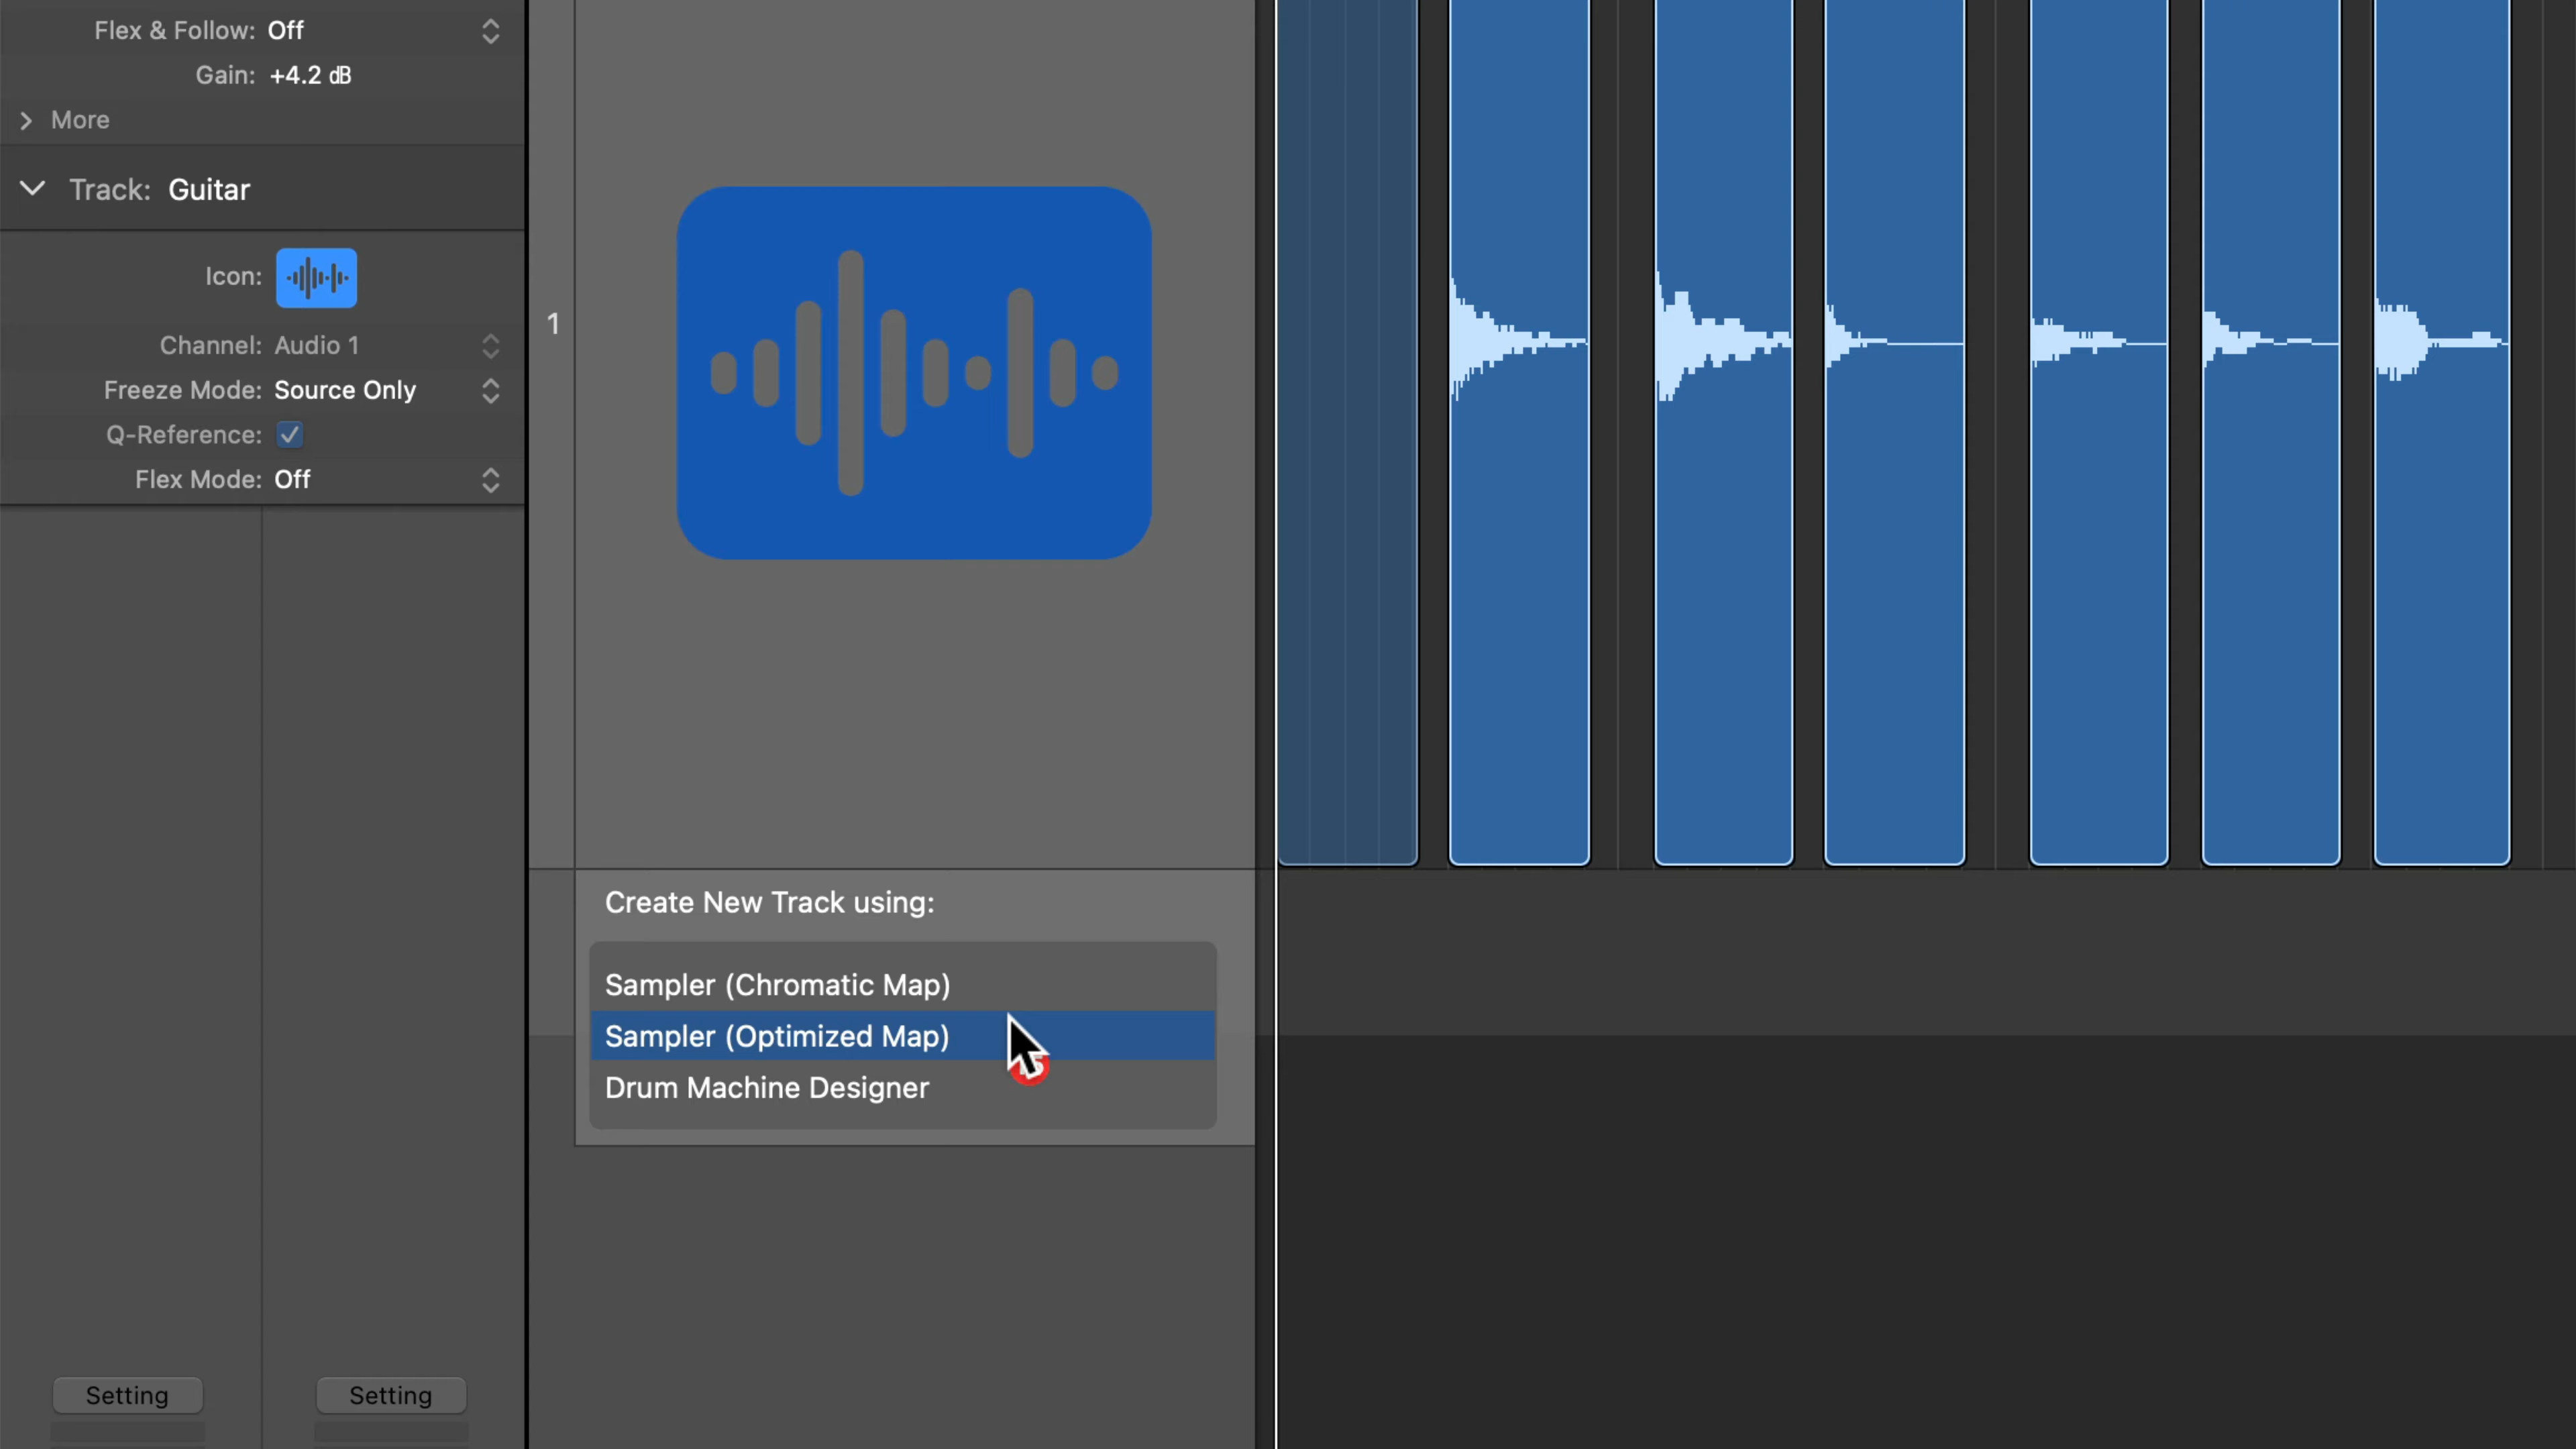 Flex & Follow: Off
Gain: +4.2 dB
More
Track: Guitar
Icon:
1
Channel: Audio 1
Freeze Mode: Source Only
Q-Reference:
Flex Mode: Off
Create New Track using:
Sampler (Chromatic Map)
Sampler (Optimized Map)
Drum Machine Designer
Setting
Setting